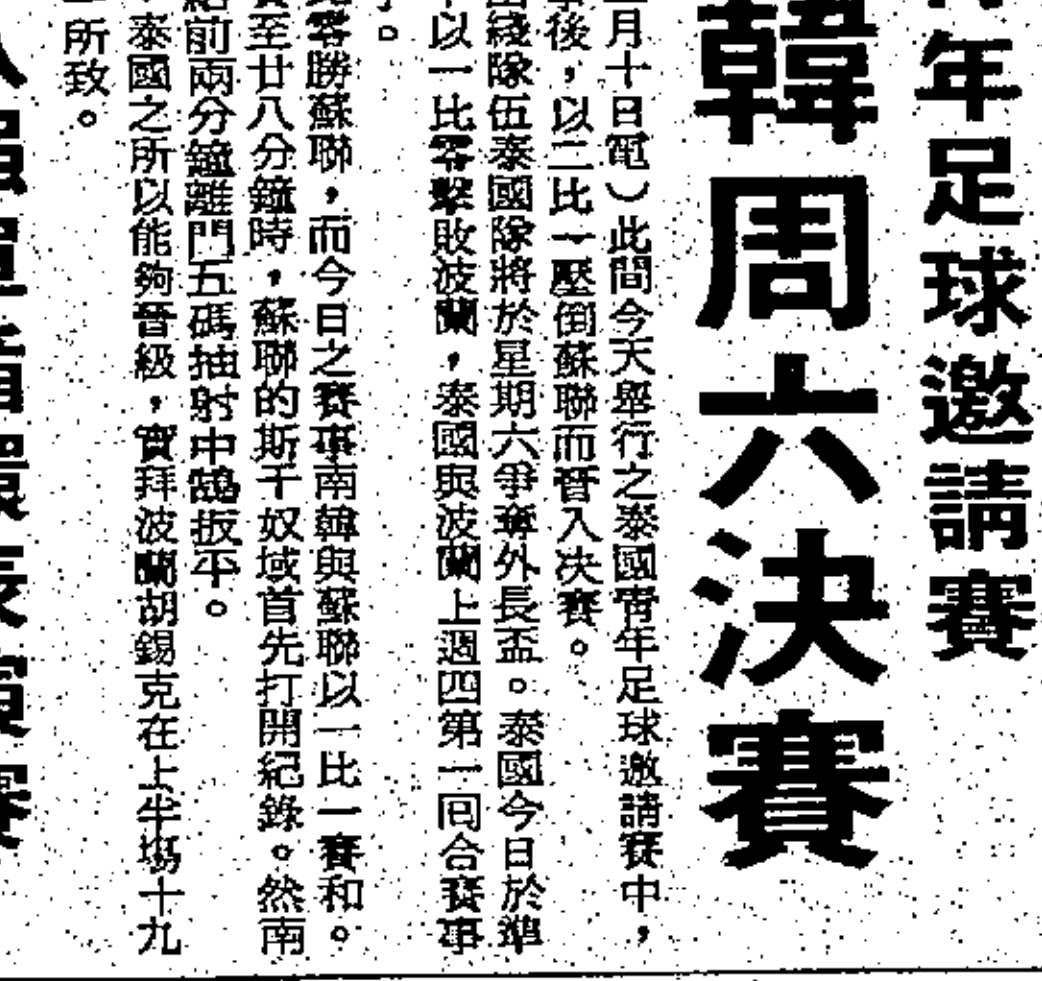 年足球邀請賽
韓周六決賽
月十日電）此間今天舉行之泰國青年足球邀請賽中，
後，以二比一壓倒蘇聯而晉入決賽。
綫隊伍泰國隊將於星期六爭奪外長盃。泰國今日於準
以一比零擊敗波蘭，泰國與波蘭上週四第一回合賽事
。
零勝蘇聯，而今日之賽事南韓與蘇聯以一比一賽和。
至廿八分鐘時，蘇聯的斯千奴域首先打開紀錄。然南
前兩分鐘離門五碼抽射中鵠扳平。
泰國之所以能夠晉級，實拜波蘭胡錫克在上半場十九
所致。